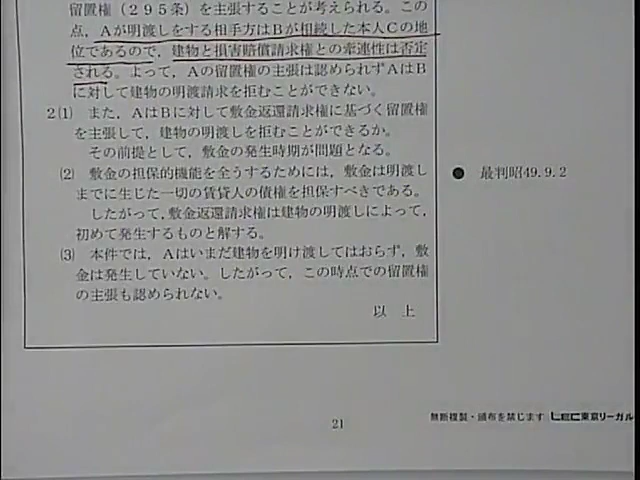 留置権（２９５条）を主張することが考えられる。この
点，Ａが明渡しをする相手方はＢが相続した本人Ｃの地
位であるので，建物と損害賠償請求権との牽連性は否定
される。よって，Ａの留置権の主張は認められずＡはＢ
に対して建物の明渡請求を拒むことができない。
２⑴　また，ＡはＢに対して敷金返還請求権に基づく留置権
を主張して，建物の明渡しを拒むことができるか。
その前提として，敷金の発生時期が問題となる。
⑵　敷金の担保的機能を全うするためには，敷金は明渡し
までに生じた一切の賃貸人の債権を担保すべきである。
したがって，敷金返還請求権は建物の明渡しによって，
初めて発生するものと解する。
⑶　本件では，Ａはいまだ建物を明け渡してはおらず，敷
金は発生していない。したがって，この時点での留置権
の主張も認められない。
以　上
● 最判昭49.9.2
無断複製・頒布を禁じます LEC東京リーガル
21